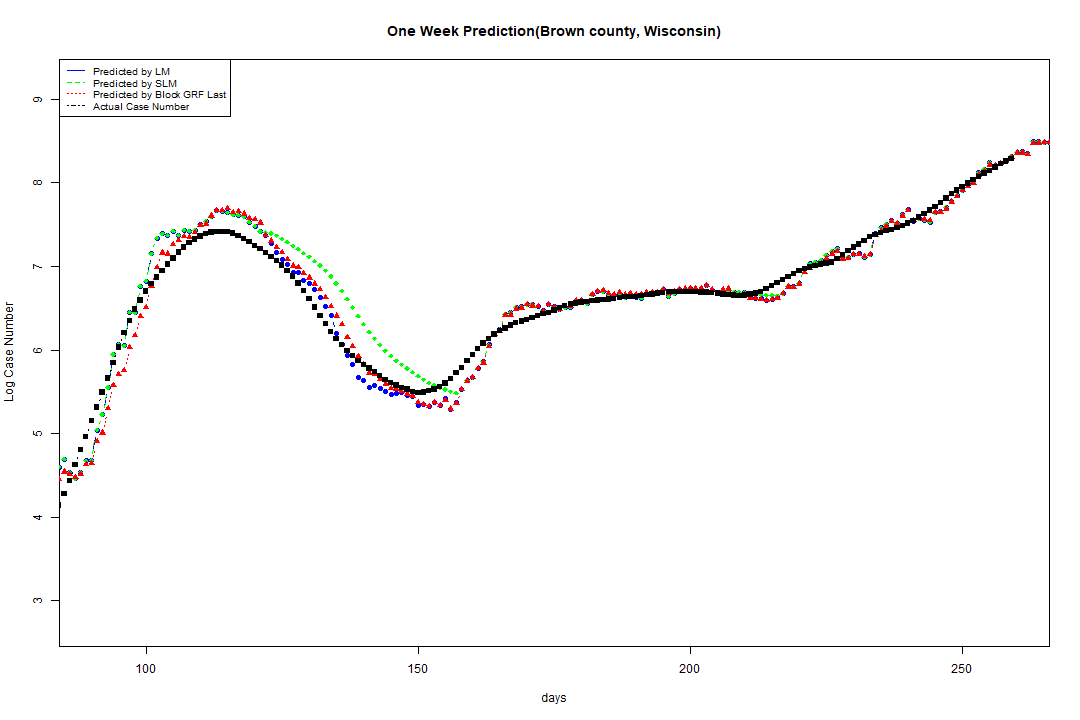 One Week Prediction(Brown county, Wisconsin)
Predicted by LM
Predicted by SLM
Predicted by Block GRF Last
Actual Case Number
9
8
7
6
5
4
3
Log Case Number
100 150 200 250
days